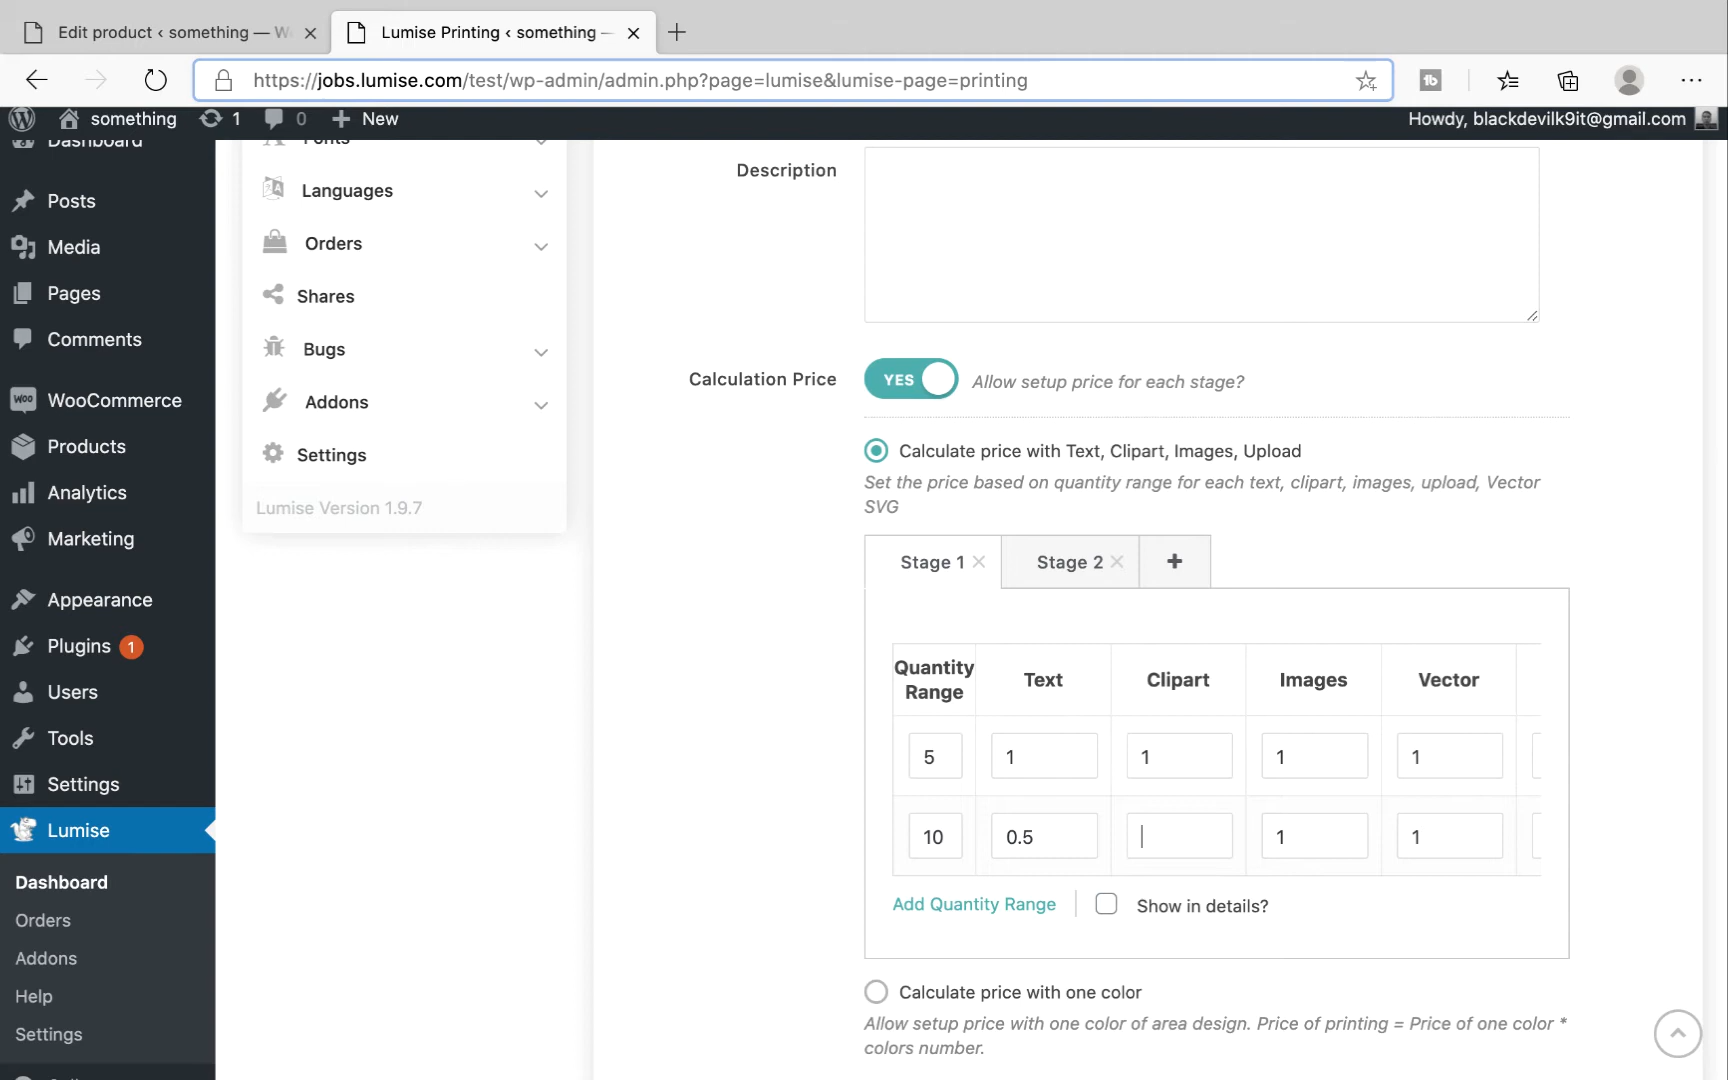 Edit product ‹ something — W
Lumise Printing ‹ something —
https://jobs.lumise.com/test/wp-admin/admin.php?page=lumise&lumise-page=printing
something
1
0
New
Howdy, blackdevilk9it@gmail.com
Dashboard
Posts
Media
Pages
Comments
WooCommerce
Products
Analytics
Marketing
Appearance
Plugins 1
Users
Tools
Settings
Lumise
Dashboard
Orders
Addons
Help
Settings
Fonts
Languages
Orders
Shares
Bugs
Addons
Settings
Lumise Version 1.9.7
Description
Calculation Price
YES
Allow setup price for each stage?
Calculate price with Text, Clipart, Images, Upload
Set the price based on quantity range for each text, clipart, images, upload, Vector
SVG
Stage 1 Stage 2 +
Quantity Range Text Clipart Images Vector
5 1 1 1 1
10 0.5 1 1
Add Quantity Range Show in details?
Calculate price with one color
Allow setup price with one color of area design. Price of printing = Price of one color *
colors number.